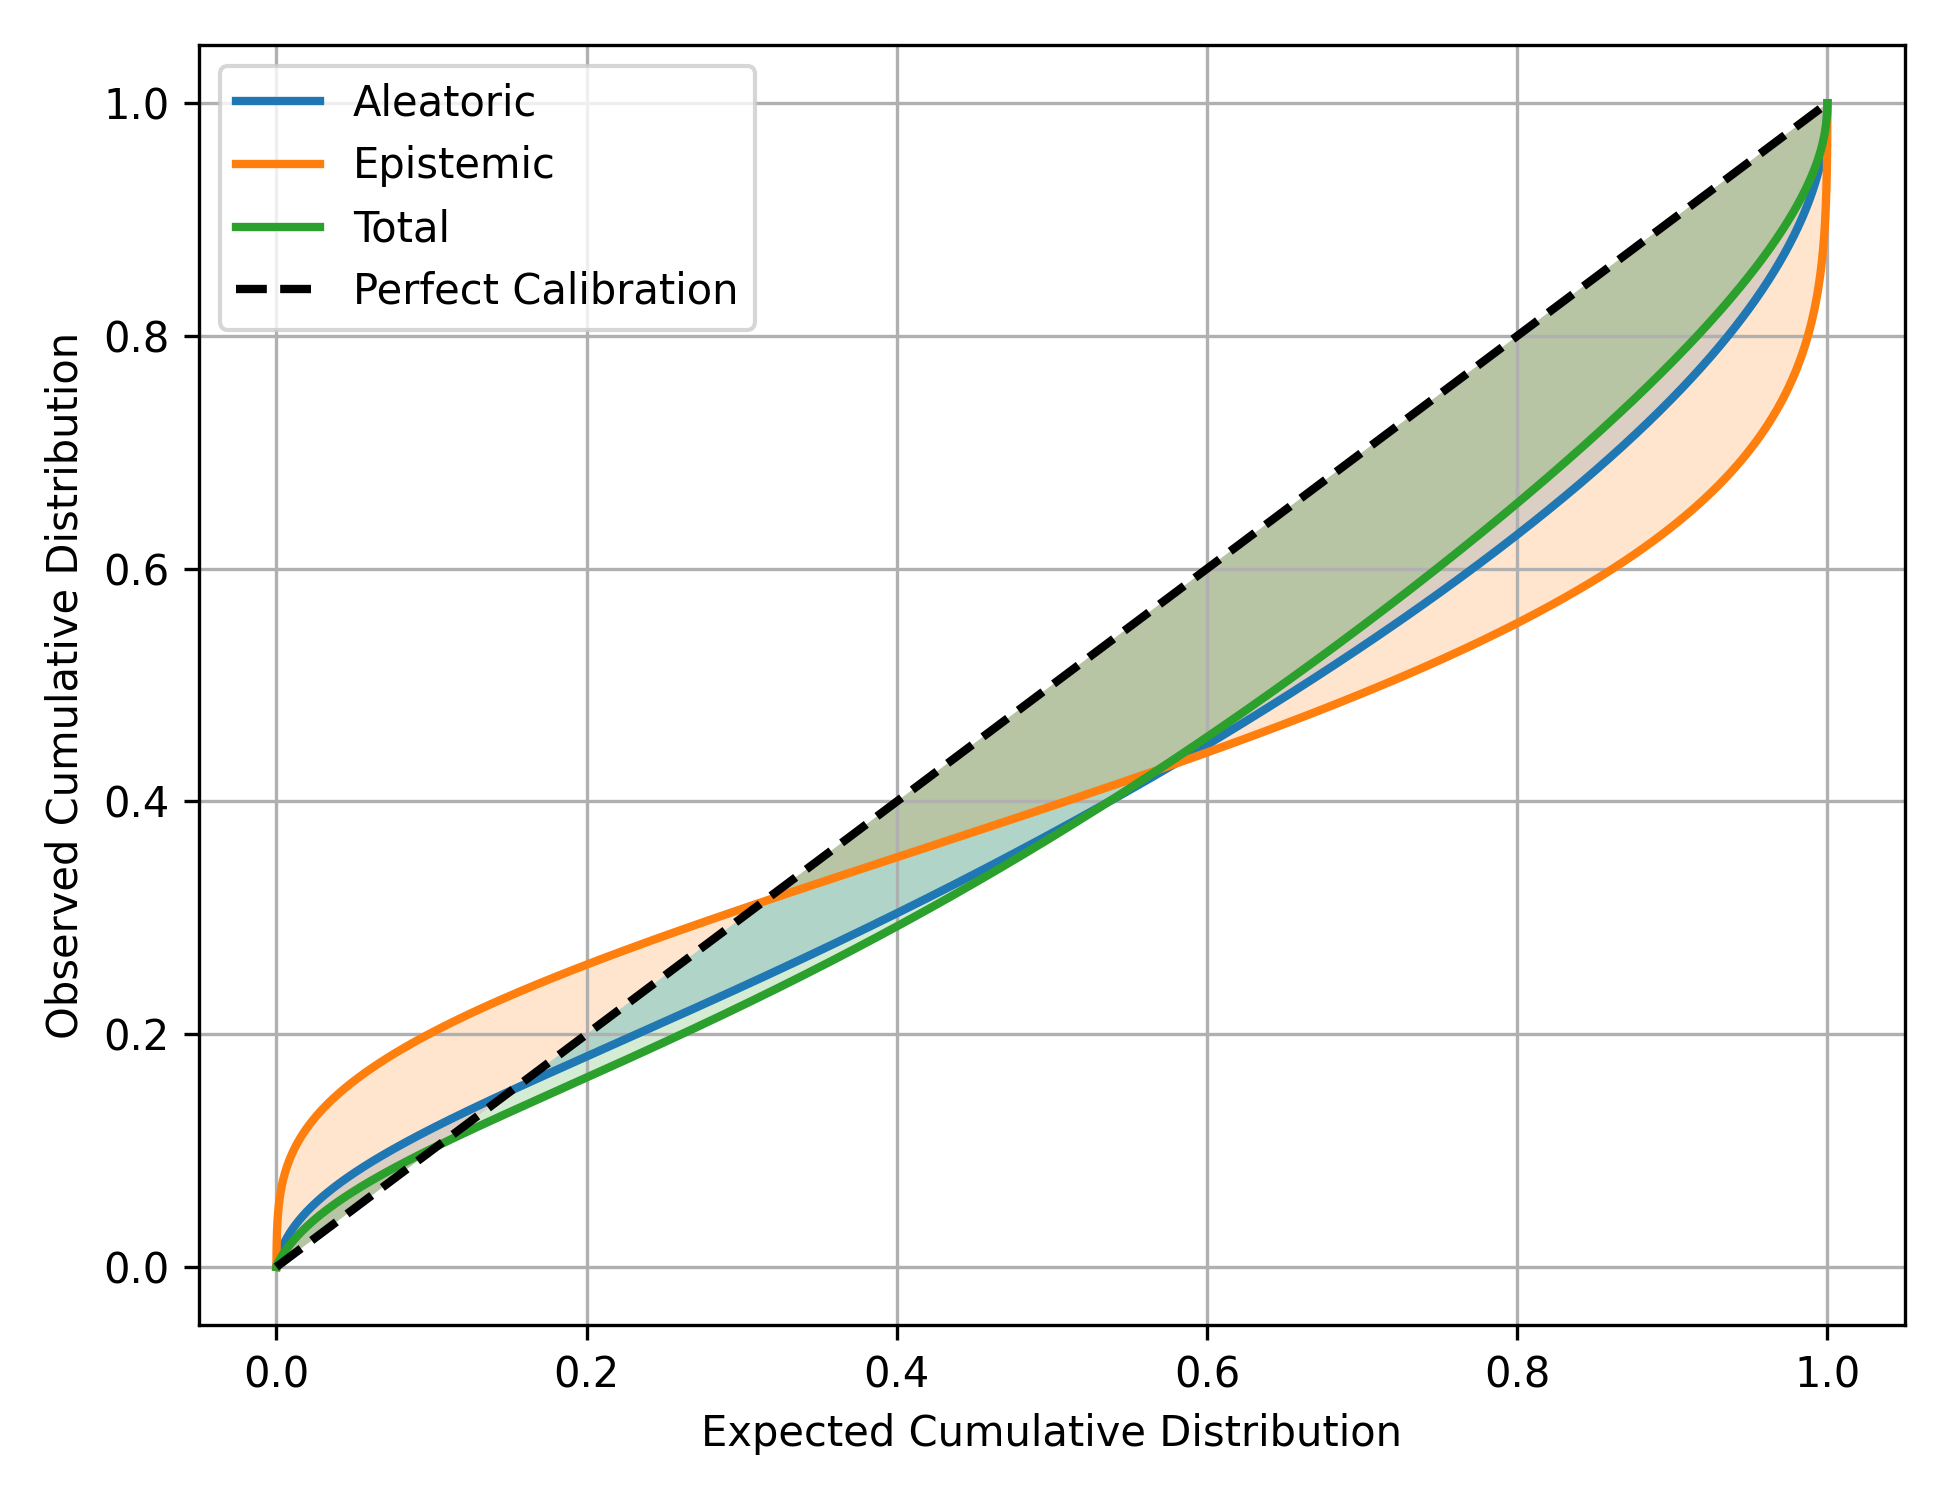 Aleatoric
Epistemic
Total
Perfect Calibration
1.0
0.8
0.6
0.4
0.2
0.0
Observed Cumulative Distribution
0.0 0.2 0.4 0.6 0.8 1.0
Expected Cumulative Distribution